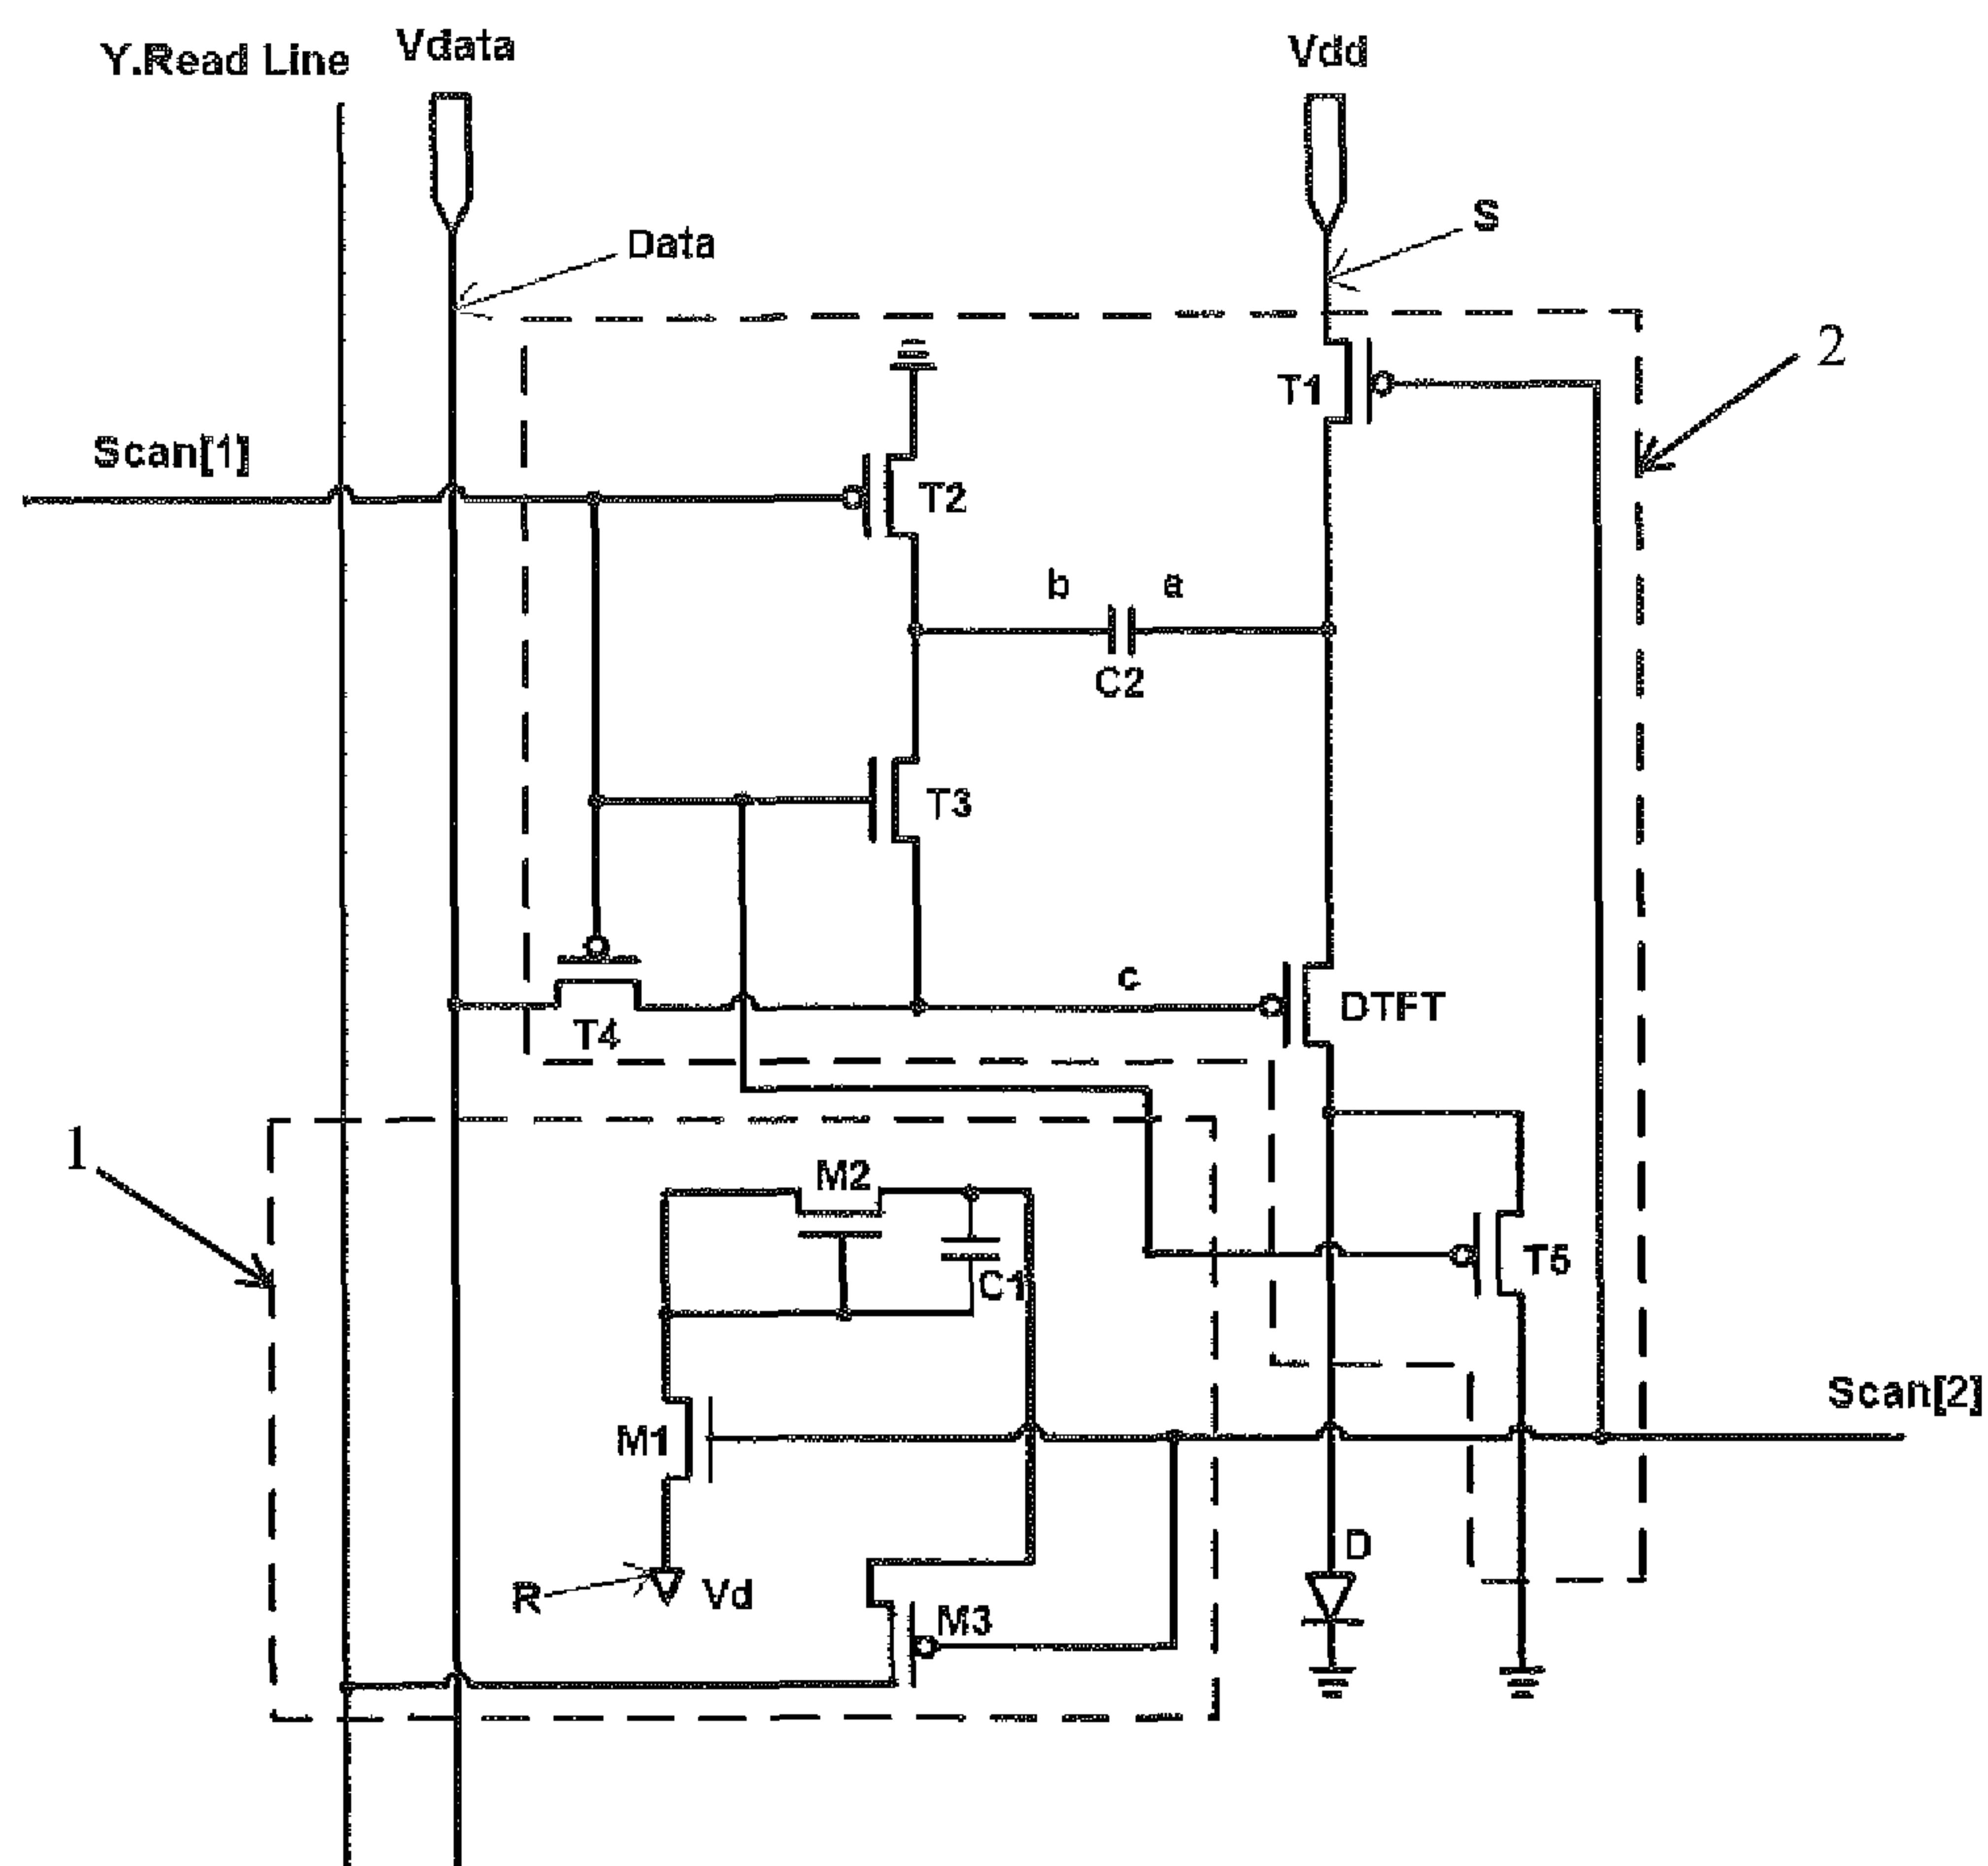 Y.Read Line
Vdata
Vdd
Data
S
2
T1
Scan[1]
T2
b
a
C2
T3
c
DTFT
T4
1
M2
C1
T5
Scan[2]
M1
D
R
Vd
M3